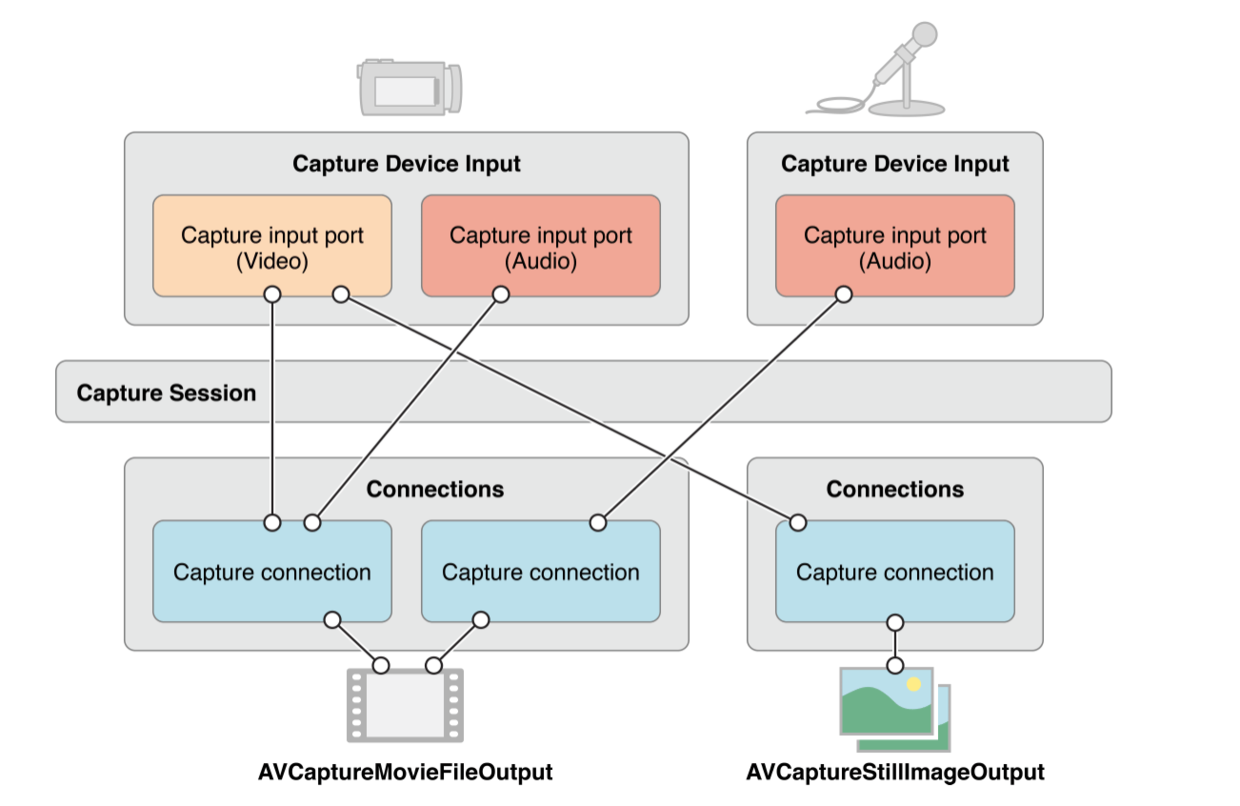 Capture Device Input
Capture Device Input
Capture input port
(Video)
Capture input port
(Audio)
Capture input port
(Audio)
Capture Session
Connections
Connections
Capture connection
Capture connection
Capture connection
AVCaptureMovieFileOutput
AVCaptureStillImageOutput